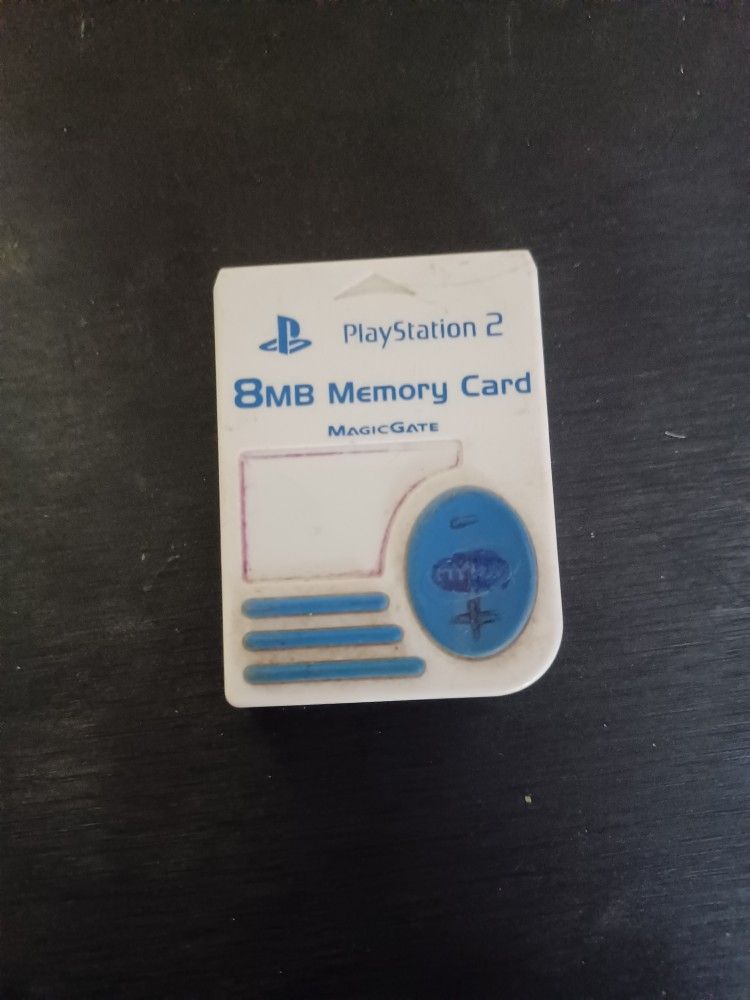 PlayStation 2
8MB Memory Card
MAGICGATE